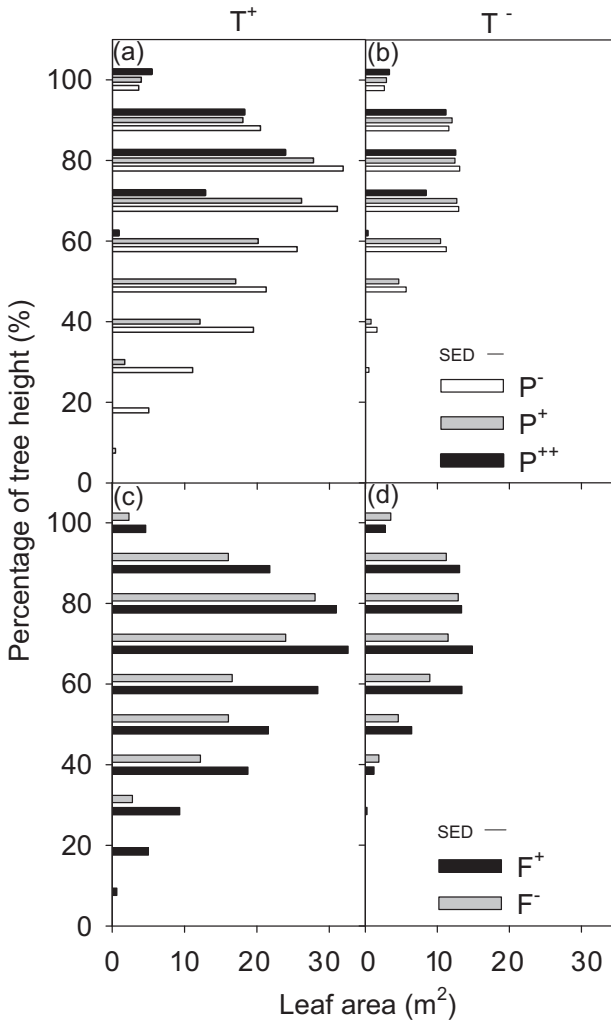 T⁺ T ⁻
(a) (b)
100
80
60
40
20
0
SED
P⁻
P⁺
P⁺⁺
(c) (d)
100
80
60
40
20
0
SED
F⁺
F⁻
0 10 20 30 0 10 20 30
Percentage of tree height (%)
Leaf area (m²)